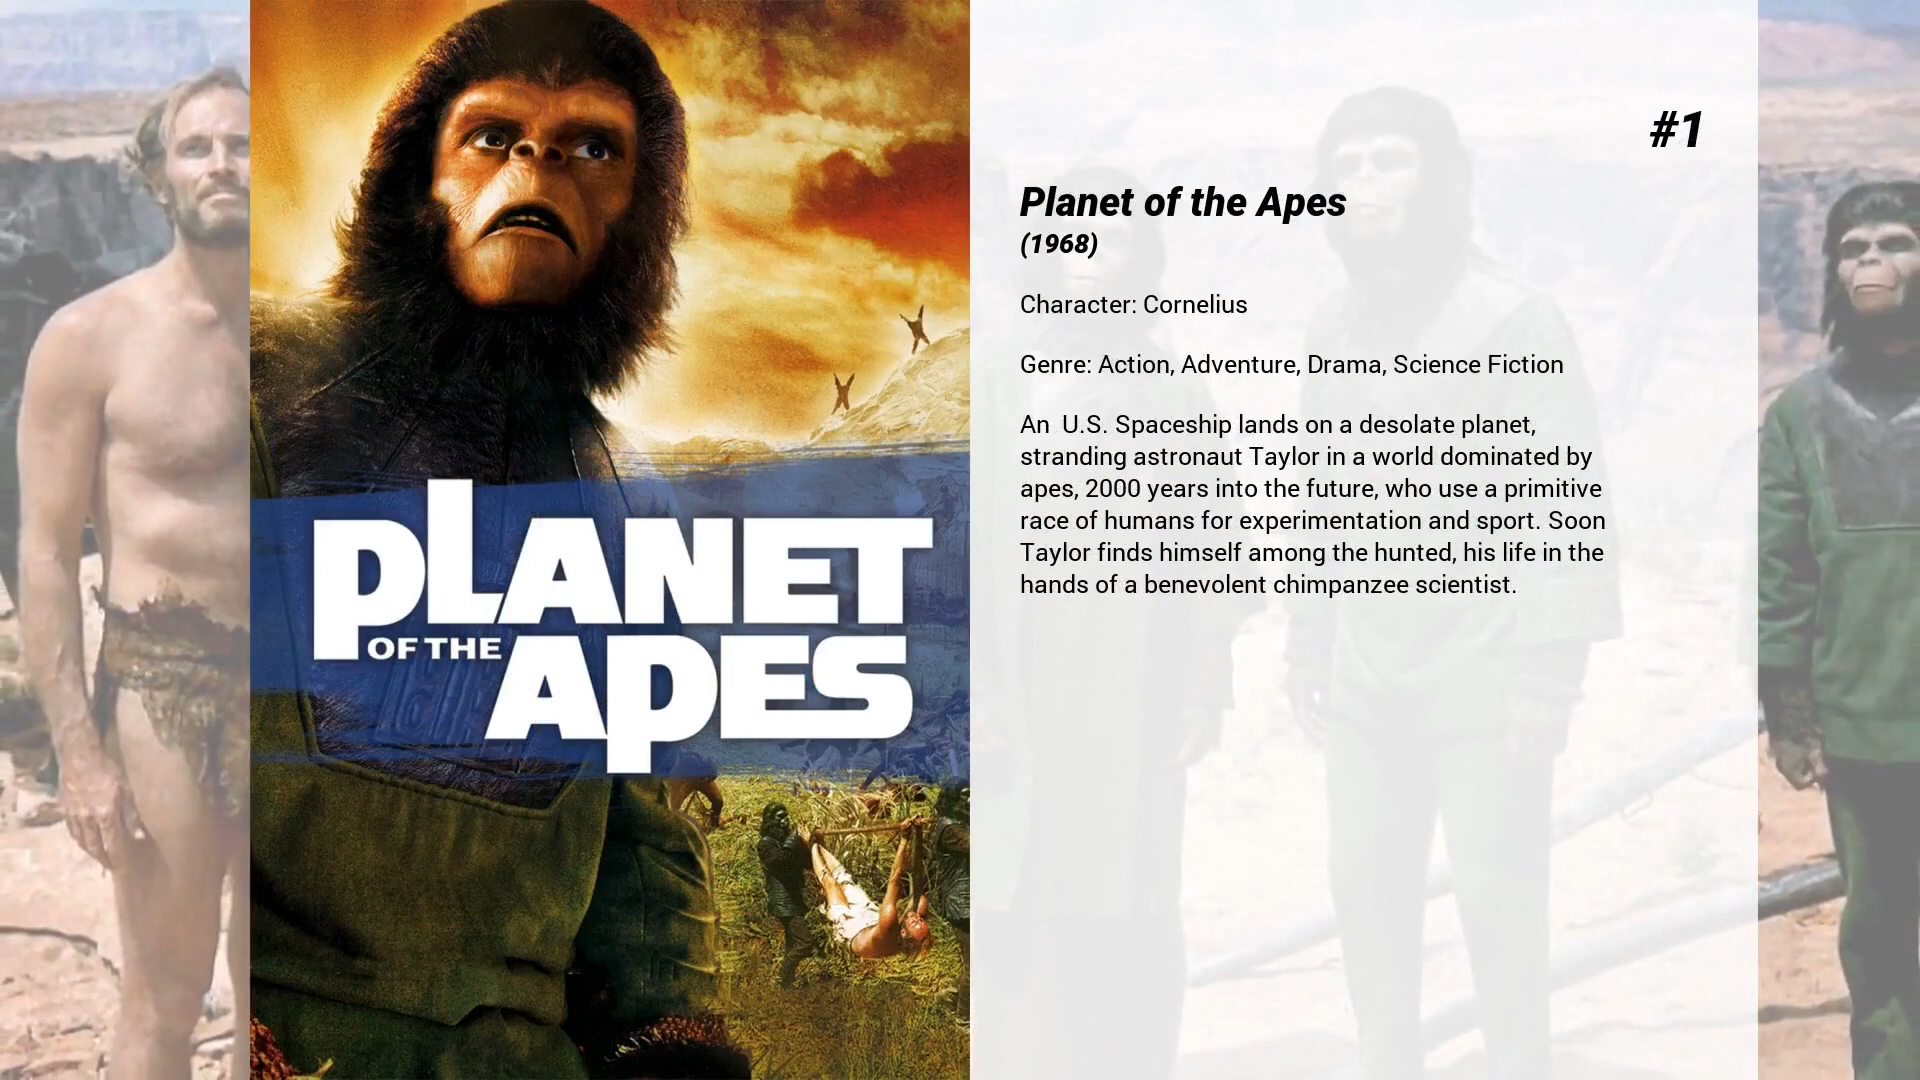 PLANET
OF THE
APES
#1
Planet of the Apes
(1968)
Character: Cornelius
Genre: Action, Adventure, Drama, Science Fiction
An  U.S. Spaceship lands on a desolate planet,
stranding astronaut Taylor in a world dominated by
apes, 2000 years into the future, who use a primitive
race of humans for experimentation and sport. Soon
Taylor finds himself among the hunted, his life in the
hands of a benevolent chimpanzee scientist.